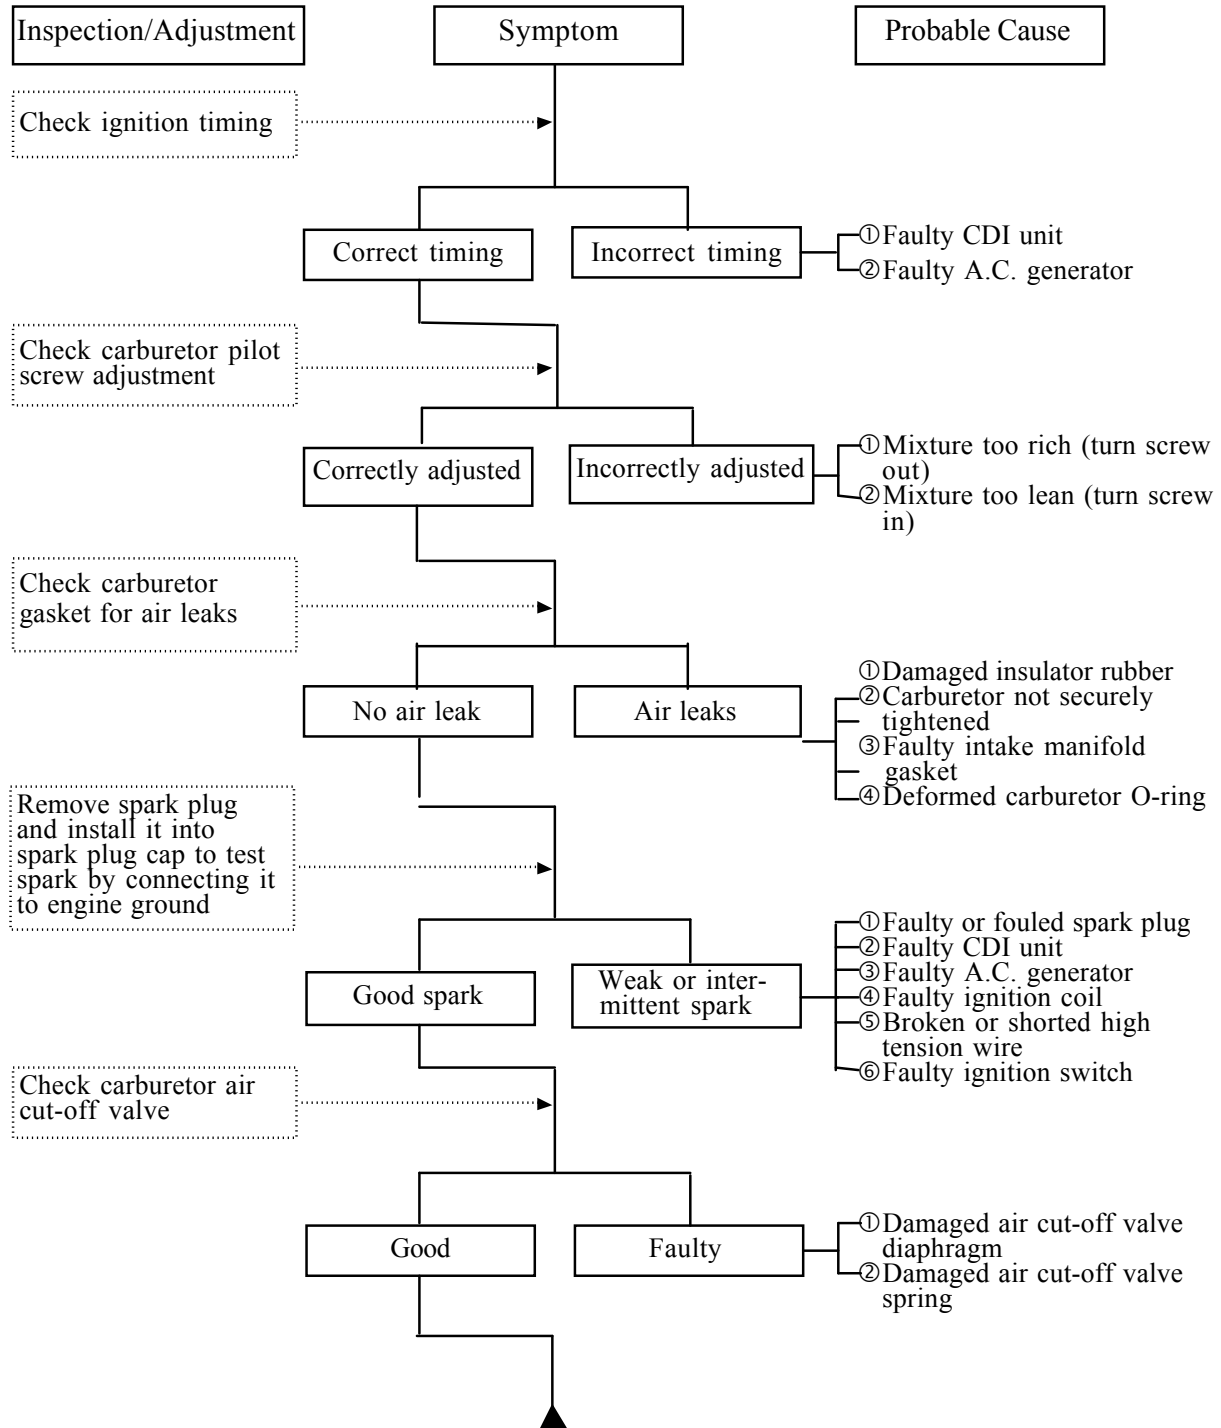 Inspection/Adjustment
Symptom
Probable Cause
Check ignition timing
Correct timing
Incorrect timing
①Faulty CDI unit
②Faulty A.C. generator
Check carburetor pilot
screw adjustment
Correctly adjusted
Incorrectly adjusted
①Mixture too rich (turn screw
out)
②Mixture too lean (turn screw
in)
Check carburetor
gasket for air leaks
No air leak
Air leaks
①Damaged insulator rubber
②Carburetor not securely
tightened
③Faulty intake manifold
gasket
④Deformed carburetor O-ring
Remove spark plug
and install it into
spark plug cap to test
spark by connecting it
to engine ground
Good spark
Weak or inter-
mittent spark
①Faulty or fouled spark plug
②Faulty CDI unit
③Faulty A.C. generator
④Faulty ignition coil
⑤Broken or shorted high
tension wire
⑥Faulty ignition switch
Check carburetor air
cut-off valve
Good
Faulty
①Damaged air cut-off valve
diaphragm
②Damaged air cut-off valve
spring